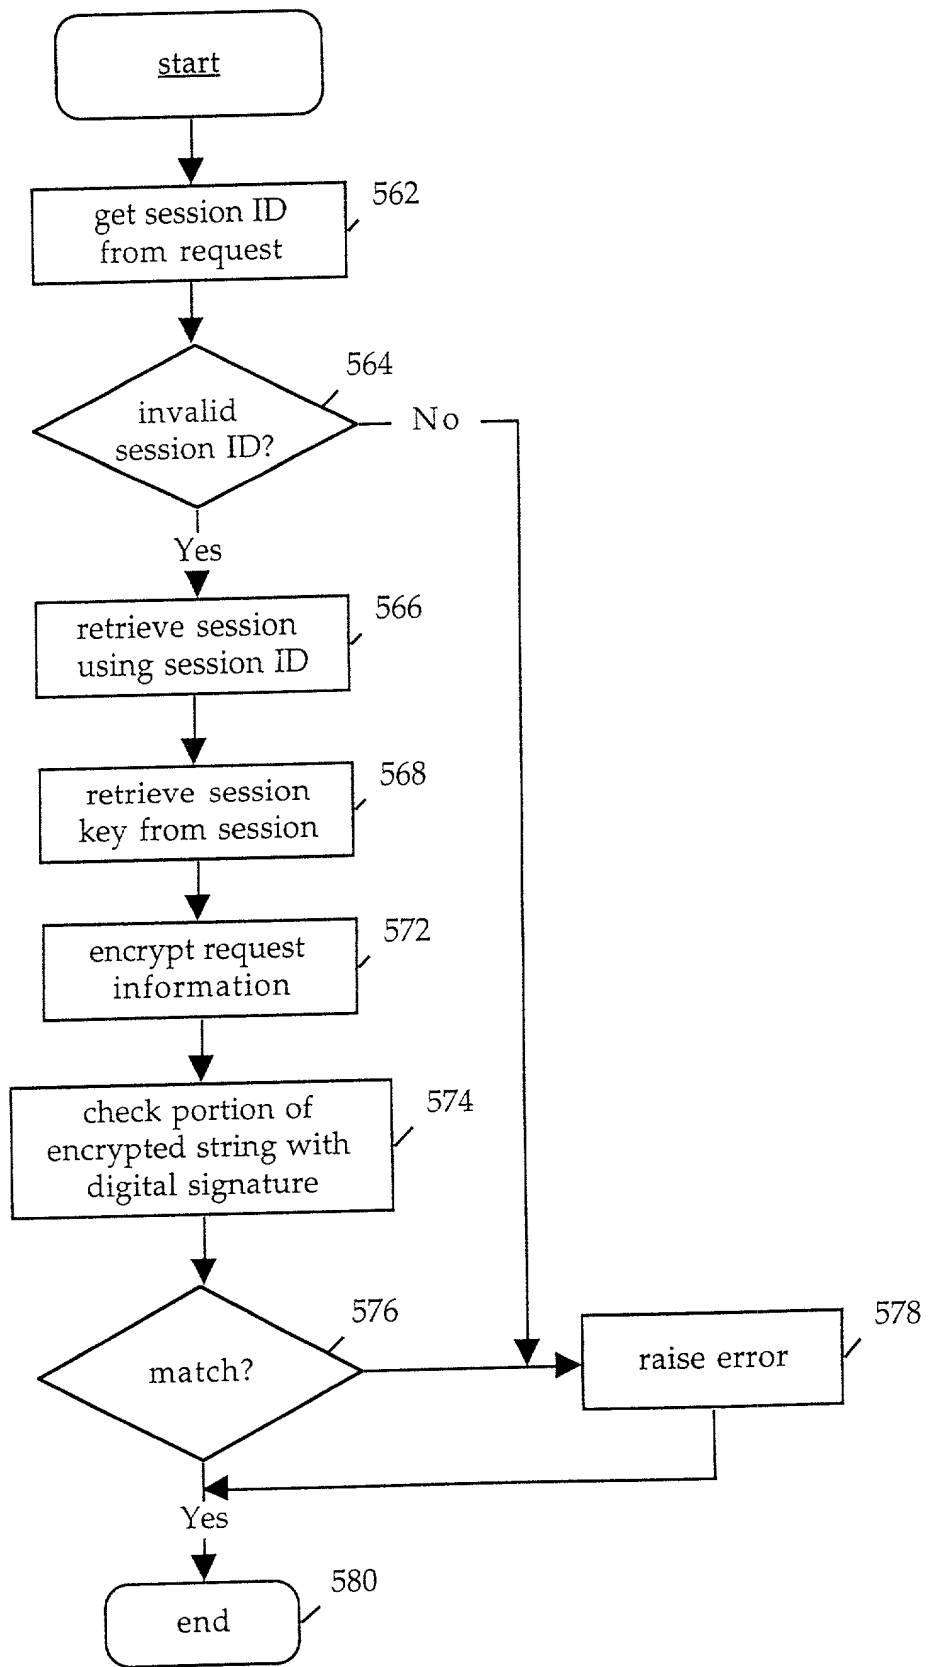 start
562
get session ID
from request
564
invalid
session ID?
No
Yes
566
retrieve session
using session ID
568
retrieve session
key from session
572
encrypt request
information
574
check portion of
encrypted string with
digital signature
576
match?
578
raise error
Yes
580
end